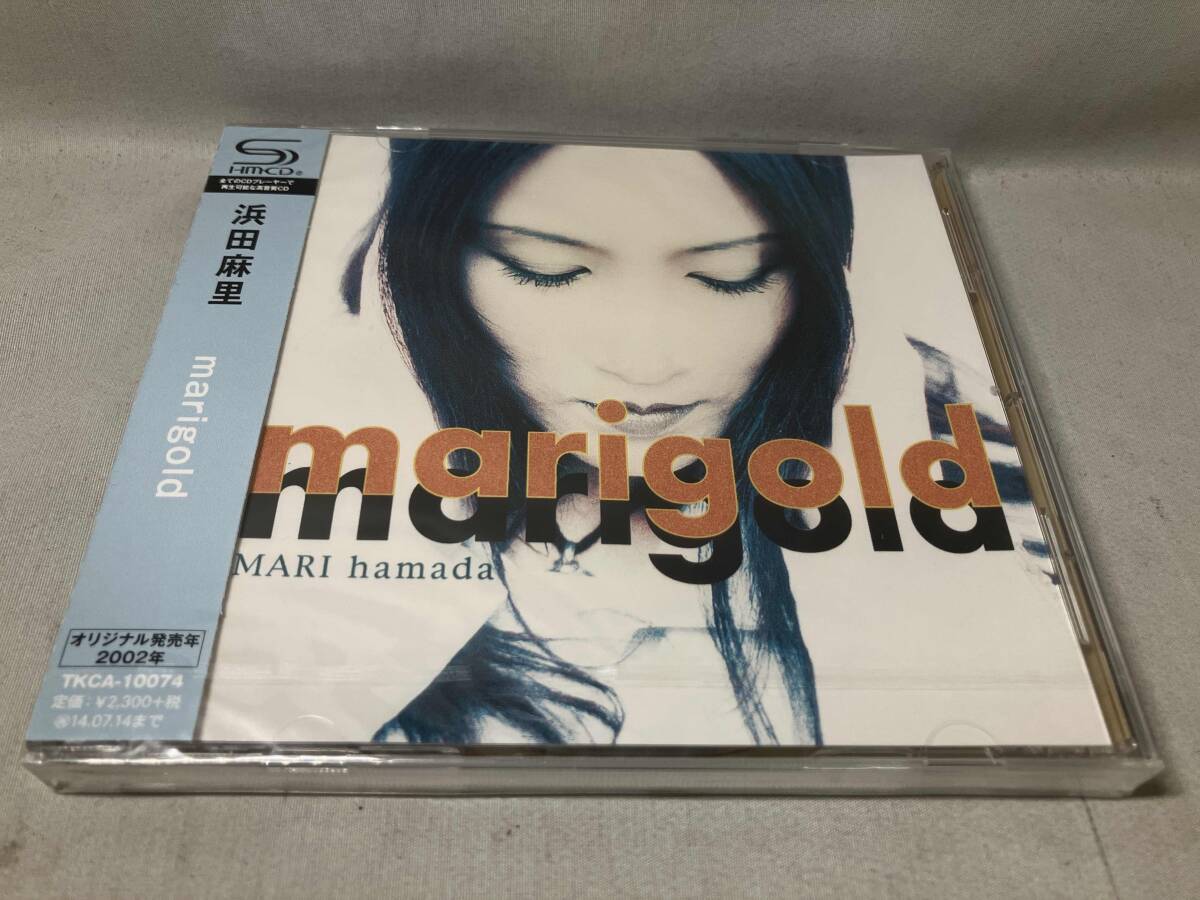 SHM-CD®
全てのCDプレーヤーで
再生可能な高音質CD
浜田麻里
marigold
オリジナル発売年
2002年
TKCA-10074
定価：¥2,300+税
㋫14.07.14まで
marigold
marigold
MARI hamada